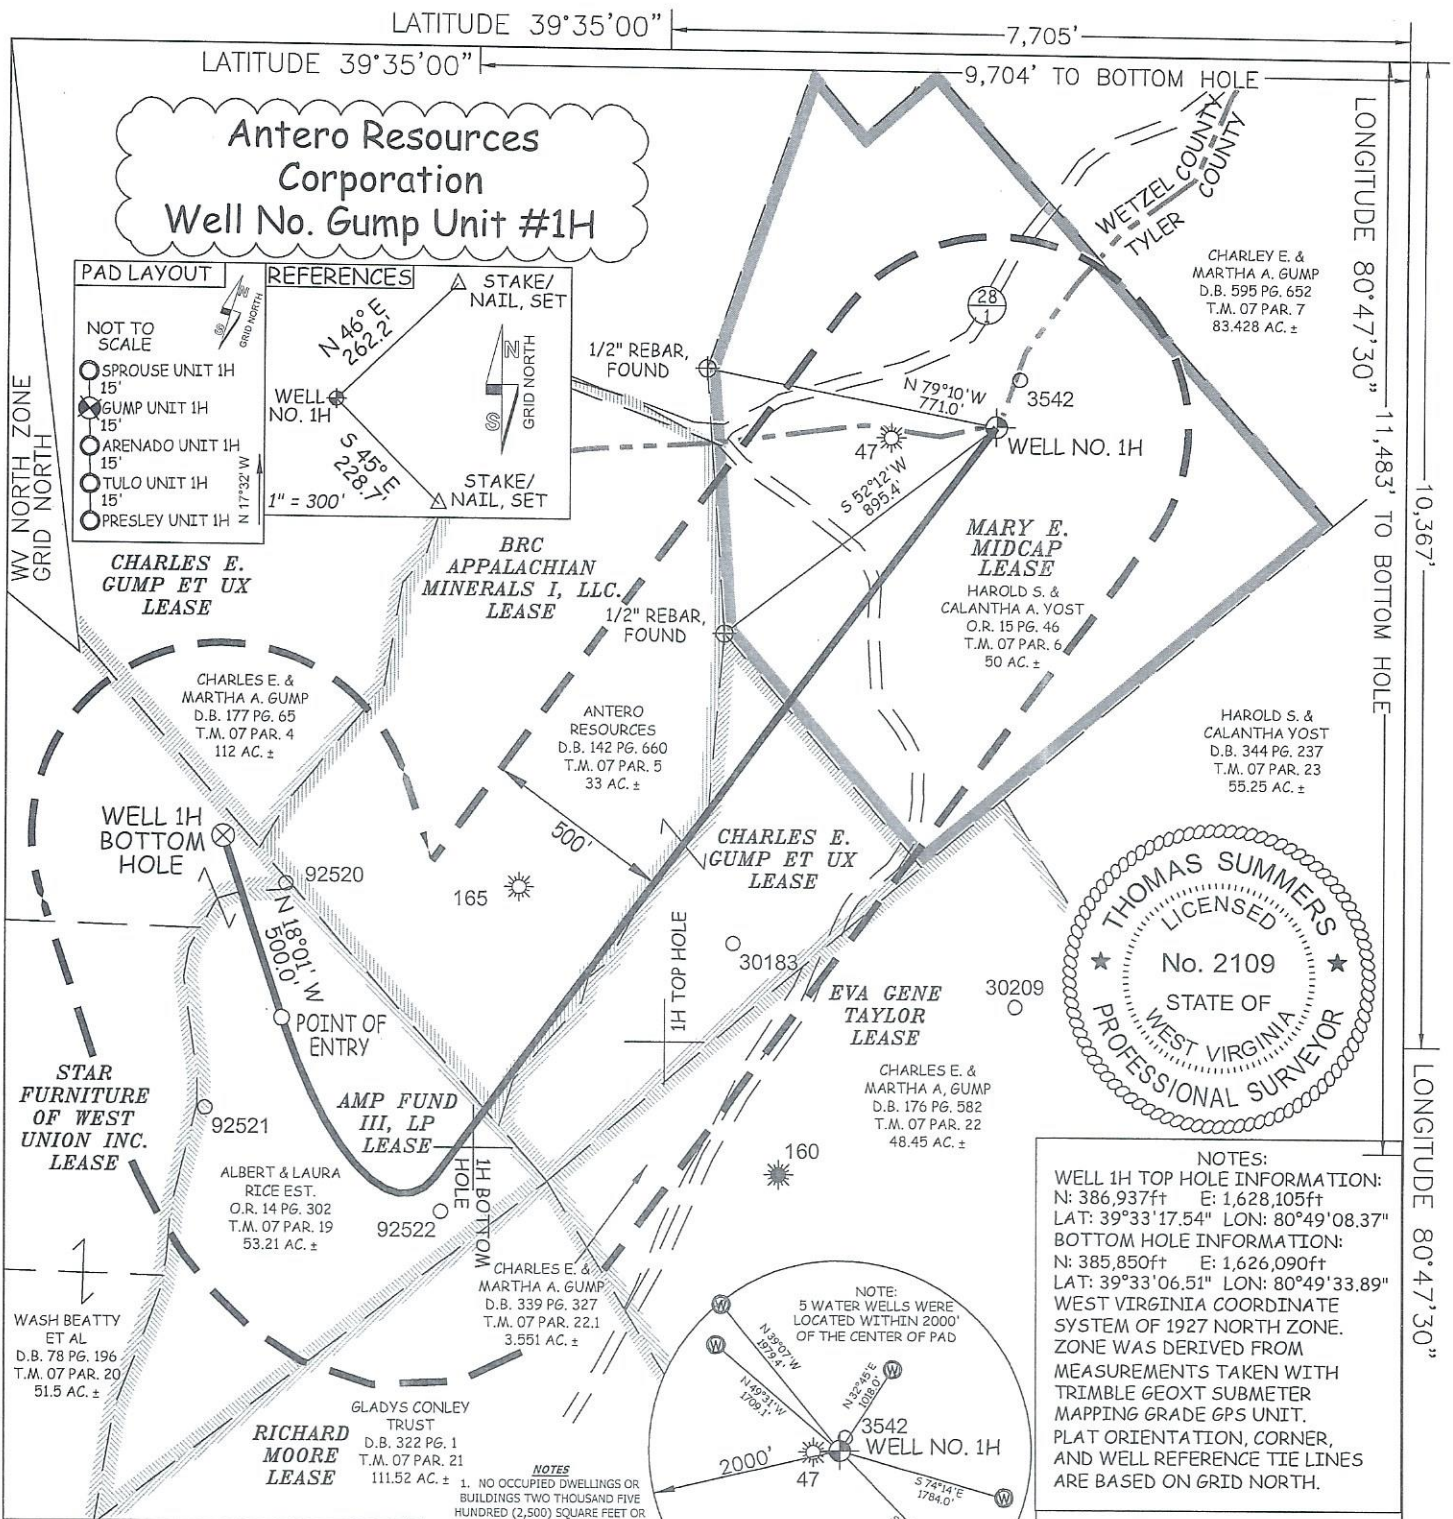 LATITUDE 39°35'00"
7,705'
LATITUDE 39°35'00"
9,704' TO BOTTOM HOLE
Antero Resources
Corporation
Well No. Gump Unit #1H
LONGITUDE 80°47'30"
11,483' TO BOTTOM HOLE
10,367'
LONGITUDE 80°47'30"
WETZEL COUNTY
TYLER COUNTY
WV NORTH ZONE
GRID NORTH
PAD LAYOUT
N
S
GRID NORTH
NOT TO
SCALE
SPROUSE UNIT 1H
15'
GUMP UNIT 1H
15'
ARENADO UNIT 1H
15'
TULO UNIT 1H
15'
PRESLEY UNIT 1H
N 17°32' W
REFERENCES
STAKE/
NAIL, SET
N 46° E
262.2'
WELL
NO. 1H
S 45° E
228.7'
STAKE/
NAIL, SET
1" = 300'
N
S
GRID NORTH
CHARLEY E. &
MARTHA A. GUMP
D.B. 595 PG. 652
T.M. 07 PAR. 7
83.428 AC. ±
28
1
1/2" REBAR,
FOUND
N 79°10'W
771.0'
3542
47
WELL NO. 1H
S 52°12' W
895.4'
MARY E.
MIDCAP
LEASE
HAROLD S. &
CALANTHA A. YOST
O.R. 15 PG. 46
T.M. 07 PAR. 6
50 AC. ±
CHARLES E.
GUMP ET UX
LEASE
BRC
APPALACHIAN
MINERALS I, LLC.
LEASE
1/2" REBAR,
FOUND
CHARLES E. &
MARTHA A. GUMP
D.B. 177 PG. 65
T.M. 07 PAR. 4
112 AC. ±
ANTERO
RESOURCES
D.B. 142 PG. 660
T.M. 07 PAR. 5
33 AC. ±
HAROLD S. &
CALANTHA YOST
D.B. 344 PG. 237
T.M. 07 PAR. 23
55.25 AC. ±
WELL 1H
BOTTOM
HOLE
92520
500'
165
CHARLES E.
GUMP ET UX
LEASE
N 18°01' W
500.0'
1H TOP HOLE
30183
30209
POINT OF
ENTRY
EVA GENE
TAYLOR
LEASE
CHARLES E. &
MARTHA A, GUMP
D.B. 176 PG. 582
T.M. 07 PAR. 22
48.45 AC. ±
THOMAS SUMMERS
LICENSED
No. 2109
STATE OF
WEST VIRGINIA
PROFESSIONAL SURVEYOR
STAR
FURNITURE
OF WEST
UNION INC.
LEASE
92521
AMP FUND
III, LP
LEASE
1H BOTTOM
HOLE
160
ALBERT & LAURA
RICE EST.
O.R. 14 PG. 302
T.M. 07 PAR. 19
53.21 AC. ±
92522
CHARLES E. &
MARTHA A. GUMP
D.B. 339 PG. 327
T.M. 07 PAR. 22.1
3.551 AC. ±
WASH BEATTY
ET AL
D.B. 78 PG. 196
T.M. 07 PAR. 20
51.5 AC. ±
RICHARD
MOORE
LEASE
GLADYS CONLEY
TRUST
D.B. 322 PG. 1
T.M. 07 PAR. 21
111.52 AC. ±
NOTES
1. NO OCCUPIED DWELLINGS OR
BUILDINGS TWO THOUSAND FIVE
HUNDRED (2,500) SQUARE FEET OR
NOTE:
5 WATER WELLS WERE
LOCATED WITHIN 2000'
OF THE CENTER OF PAD
W
N 39°07'W
1979.4'
W
N 49°31'W
1709.1'
W
N 32°45'E
1018.0'
3542
WELL NO. 1H
47
2000'
S 74°14'E
1784.0'
W
NOTES:
WELL 1H TOP HOLE INFORMATION:
N: 386,937ft E: 1,628,105ft
LAT: 39°33'17.54" LON: 80°49'08.37"
BOTTOM HOLE INFORMATION:
N: 385,850ft E: 1,626,090ft
LAT: 39°33'06.51" LON: 80°49'33.89"
WEST VIRGINIA COORDINATE
SYSTEM OF 1927 NORTH ZONE.
ZONE WAS DERIVED FROM
MEASUREMENTS TAKEN WITH
TRIMBLE GEOXT SUBMETER
MAPPING GRADE GPS UNIT.
PLAT ORIENTATION, CORNER,
AND WELL REFERENCE TIE LINES
ARE BASED ON GRID NORTH.